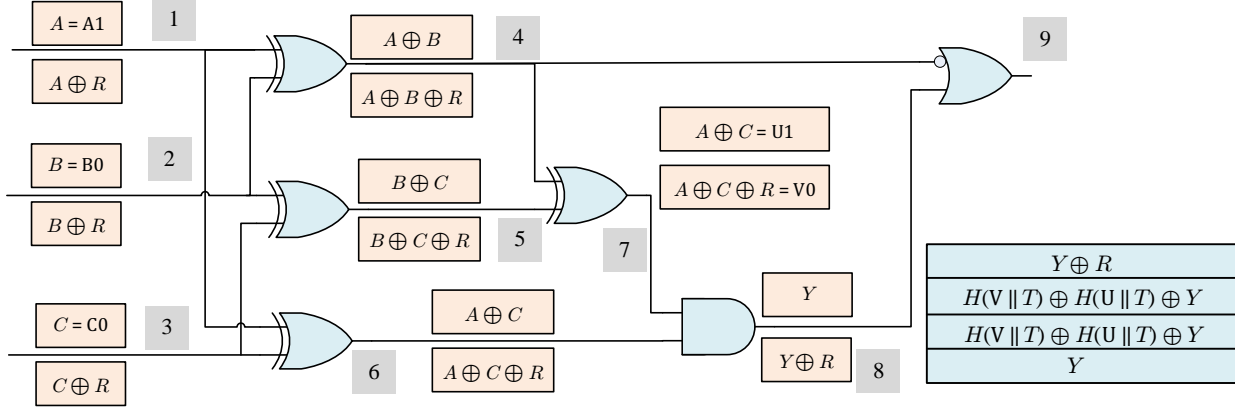 A = A1
1
A ⊕ R
B = B0
2
B ⊕ R
C = C0
3
C ⊕ R
A ⊕ B
4
A ⊕ B ⊕ R
B ⊕ C
B ⊕ C ⊕ R
5
A ⊕ C
A ⊕ C ⊕ R
6
A ⊕ C = U1
A ⊕ C ⊕ R = V0
7
Y
Y ⊕ R
8
9
Y ⊕ R
H(V ∥ T) ⊕ H(U ∥ T) ⊕ Y
H(V ∥ T) ⊕ H(U ∥ T) ⊕ Y
Y